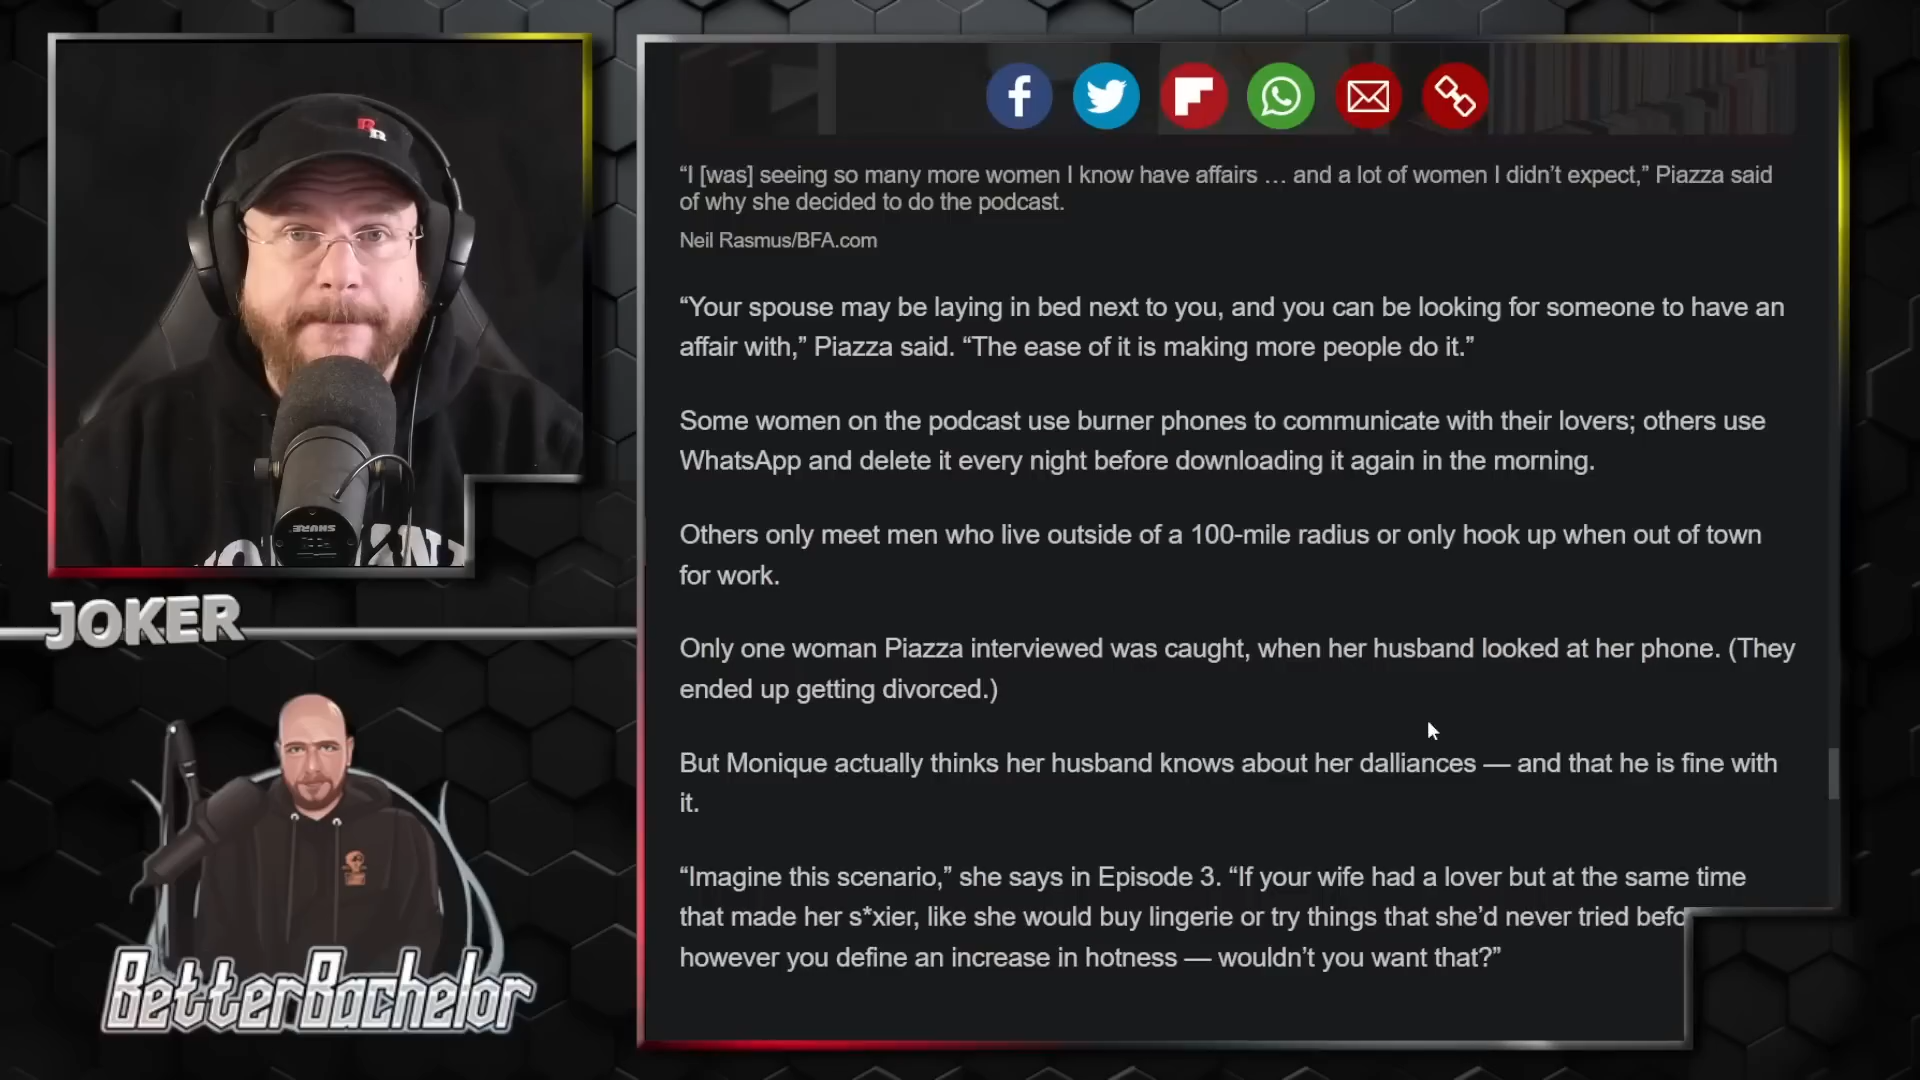 “I [was] seeing so many more women I know have affairs … and a lot of women I didn’t expect,” Piazza said
of why she decided to do the podcast.
Neil Rasmus/BFA.com
“Your spouse may be laying in bed next to you, and you can be looking for someone to have an
affair with,” Piazza said. “The ease of it is making more people do it.”
Some women on the podcast use burner phones to communicate with their lovers; others use
WhatsApp and delete it every night before downloading it again in the morning.
Others only meet men who live outside of a 100-mile radius or only hook up when out of town
for work.
Only one woman Piazza interviewed was caught, when her husband looked at her phone. (They
ended up getting divorced.)
But Monique actually thinks her husband knows about her dalliances — and that he is fine with
it.
“Imagine this scenario,” she says in Episode 3. “If your wife had a lover but at the same time
that made her s*xier, like she would buy lingerie or try things that she’d never tried befo
however you define an increase in hotness — wouldn’t you want that?”
SHURE
JOKER
BetterBachelor